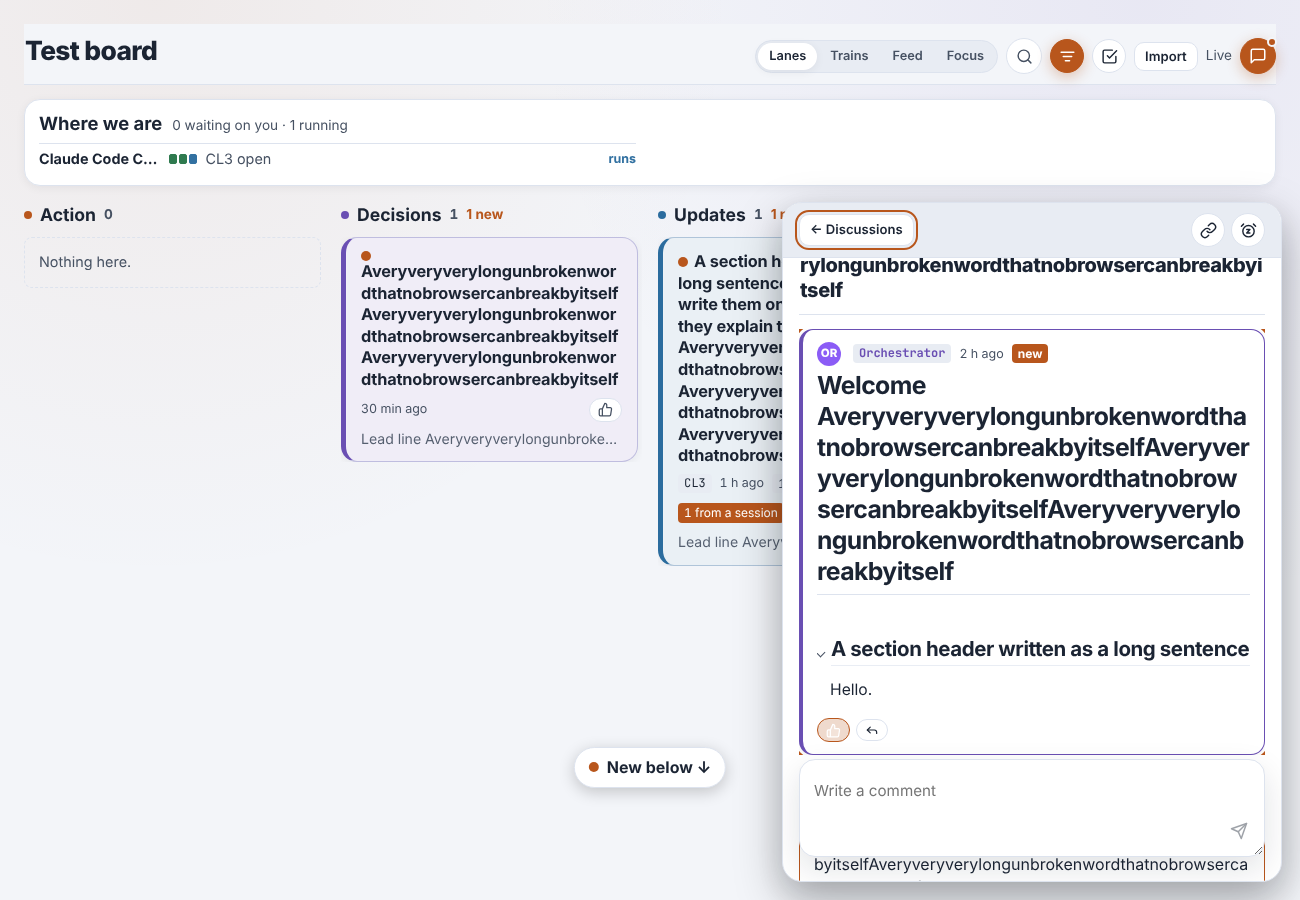 Test board
Lanes
Trains
Feed
Focus
Import
Live
Where we are
0 waiting on you · 1 running
Claude Code C...
CL3 open
runs
Action 0
Nothing here.
Decisions 1 1 new
Averyveryverylongunbrokenwor
dthatnobrowsercanbreakbyitself
Averyveryverylongunbrokenwor
dthatnobrowsercanbreakbyitself
Averyveryverylongunbrokenwor
dthatnobrowsercanbreakbyitself
30 min ago
Lead line Averyveryverylongunbroke...
Updates 1
A section h
long sentence
write them on
they explain t
Averyveryver
dthatnobrows
Averyveryver
dthatnobrows
Averyveryver
dthatnobrows
CL3 1 h ago
1 from a session
Lead line Avery
New below ↓
← Discussions
rylongunbrokenwordthatnobrowsercanbreakbyi
tself
OR
Orchestrator 2 h ago new
Welcome
Averyveryverylongunbrokenwordtha
tnobrowsercanbreakbyitselfAveryver
yverylongunbrokenwordthatnobrow
sercanbreakbyitselfAveryveryverylo
ngunbrokenwordthatnobrowsercanb
reakbyitself
A section header written as a long sentence
Hello.
Write a comment
byitselfAveryveryverylongunbrokenwordthatnobrowserca